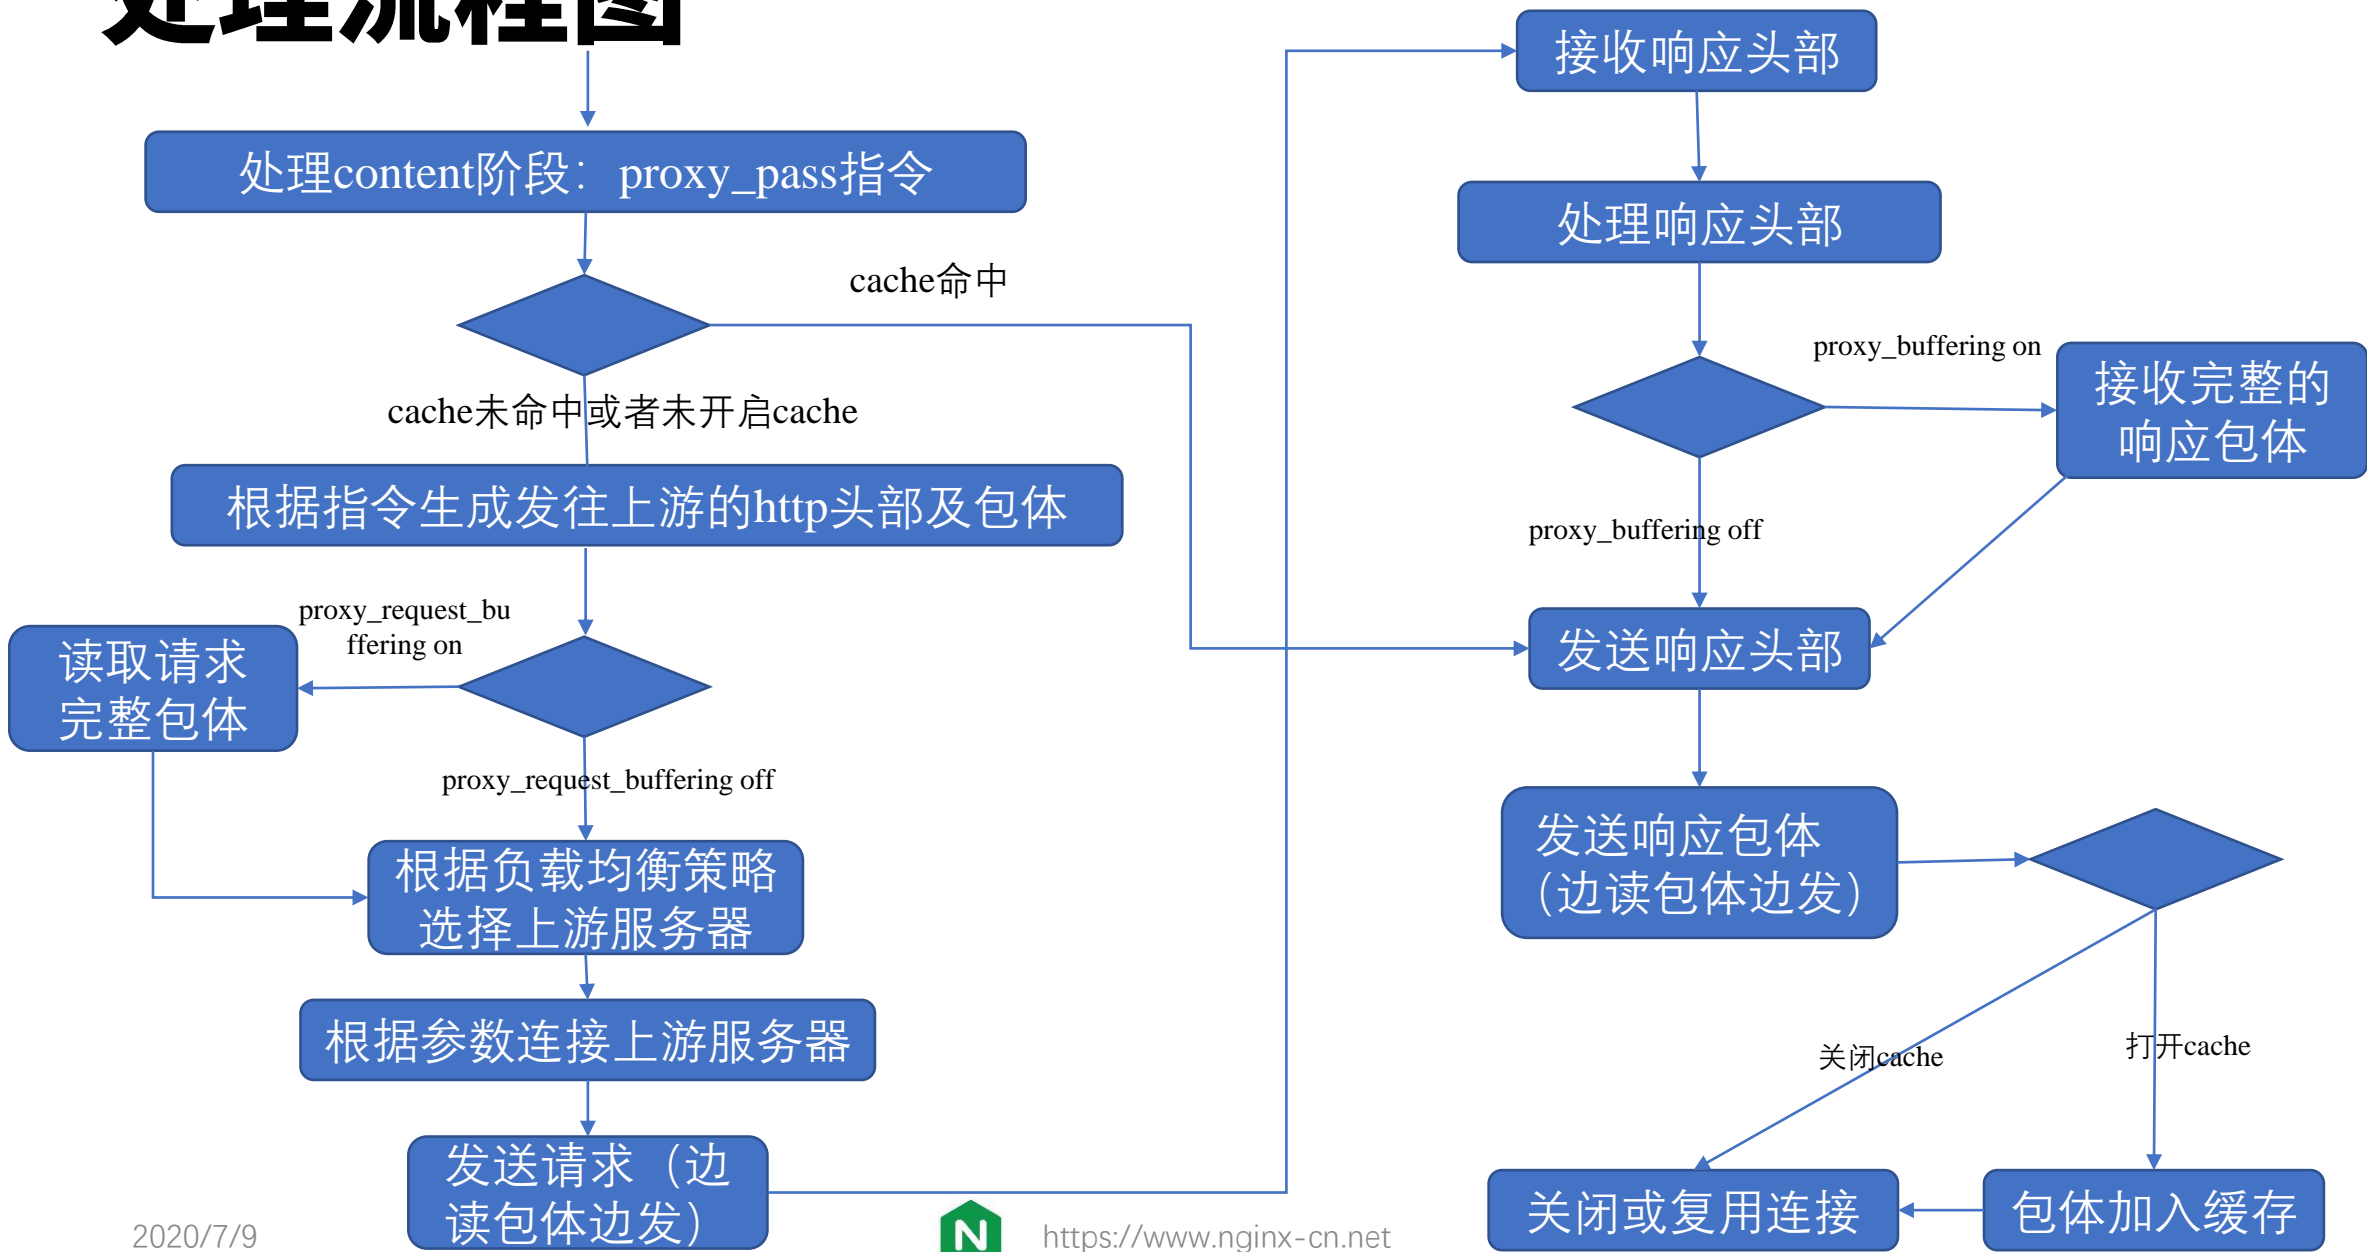 处理流程图
处理content阶段： proxy_pass指令
cache命中
cache未命中或者未开启cache
根据指令生成发往上游的http头部及包体
proxy_request_bu
ffering on
读取请求
完整包体
proxy_request_buffering off
根据负载均衡策略
选择上游服务器
根据参数连接上游服务器
发送请求（边
读包体边发）
接收响应头部
处理响应头部
proxy_buffering on
接收完整的
响应包体
proxy_buffering off
发送响应头部
发送响应包体
（边读包体边发）
关闭cache
打开cache
关闭或复用连接
包体加入缓存
2020/7/9
N
https://www.nginx-cn.net